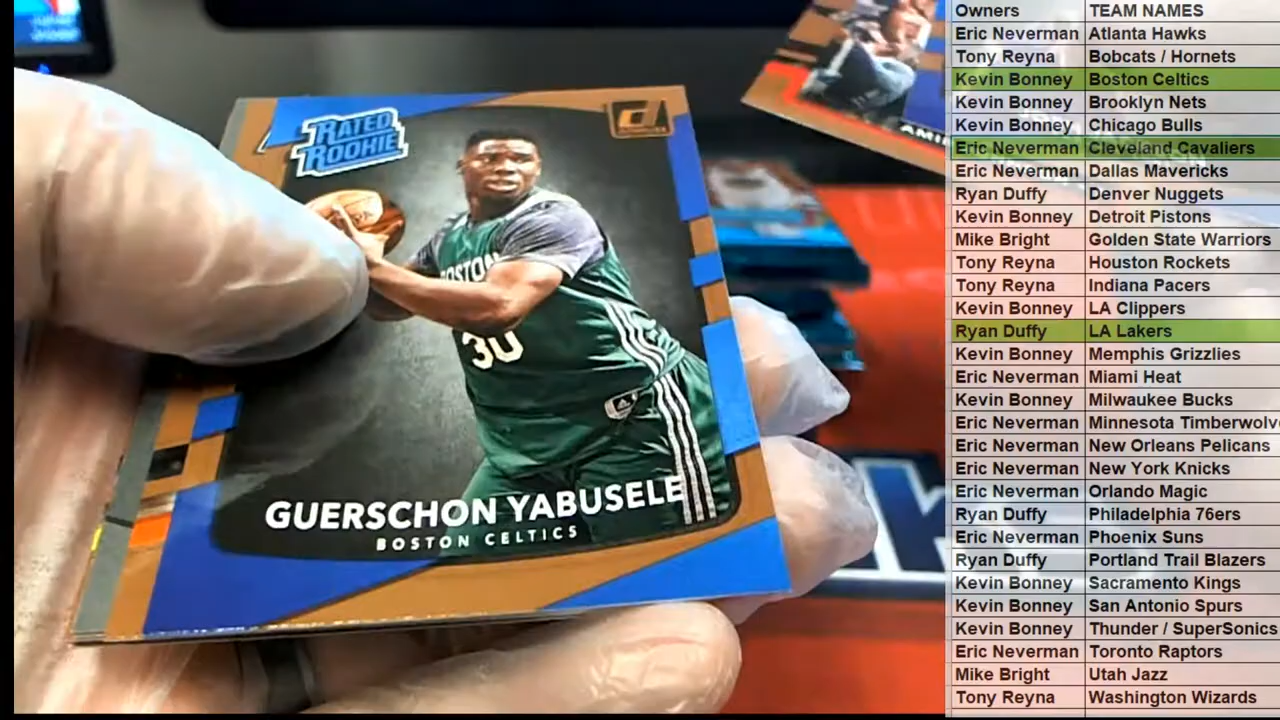 RATED
ROOKIE
BOSTON
30
GUERSCHON YABUSELE
BOSTON CELTICS
AMI
Owners TEAM NAMES
Eric Neverman Atlanta Hawks
Tony Reyna Bobcats / Hornets
Kevin Bonney Boston Celtics
Kevin Bonney Brooklyn Nets
Kevin Bonney Chicago Bulls
Eric Neverman Cleveland Cavaliers
Eric Neverman Dallas Mavericks
Ryan Duffy Denver Nuggets
Kevin Bonney Detroit Pistons
Mike Bright Golden State Warriors
Tony Reyna Houston Rockets
Tony Reyna Indiana Pacers
Kevin Bonney LA Clippers
Ryan Duffy LA Lakers
Kevin Bonney Memphis Grizzlies
Eric Neverman Miami Heat
Kevin Bonney Milwaukee Bucks
Eric Neverman Minnesota Timberwolv
Eric Neverman New Orleans Pelicans
Eric Neverman New York Knicks
Eric Neverman Orlando Magic
Ryan Duffy Philadelphia 76ers
Eric Neverman Phoenix Suns
Ryan Duffy Portland Trail Blazers
Kevin Bonney Sacramento Kings
Kevin Bonney San Antonio Spurs
Kevin Bonney Thunder / SuperSonics
Eric Neverman Toronto Raptors
Mike Bright Utah Jazz
Tony Reyna Washington Wizards